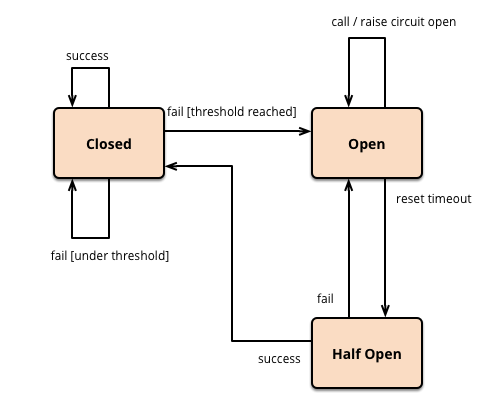 call / raise circuit open
success
fail [threshold reached]
Closed
Open
reset timeout
fail [under threshold]
fail
Half Open
success